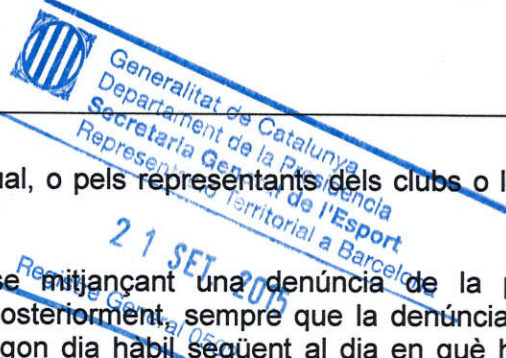 Generalitat de Catalunya
Departament de la Presidència
Secretaria General de l'Esport
Representació Territorial a Barcelona
ual, o pels representants dels clubs o l
21 SET. 2015
Registre General
se mitjançant una denúncia de la p
osteriorment, sempre que la denúncia
gon dia hàbil següent al dia en què h